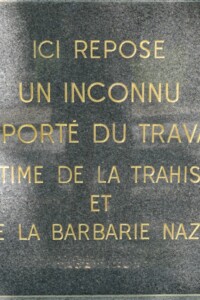 ICI REPOSE
UN INCONNU
PORTÉ DU TRAVA
TIME DE LA TRAHIS
ET
E LA BARBARIE NAZ